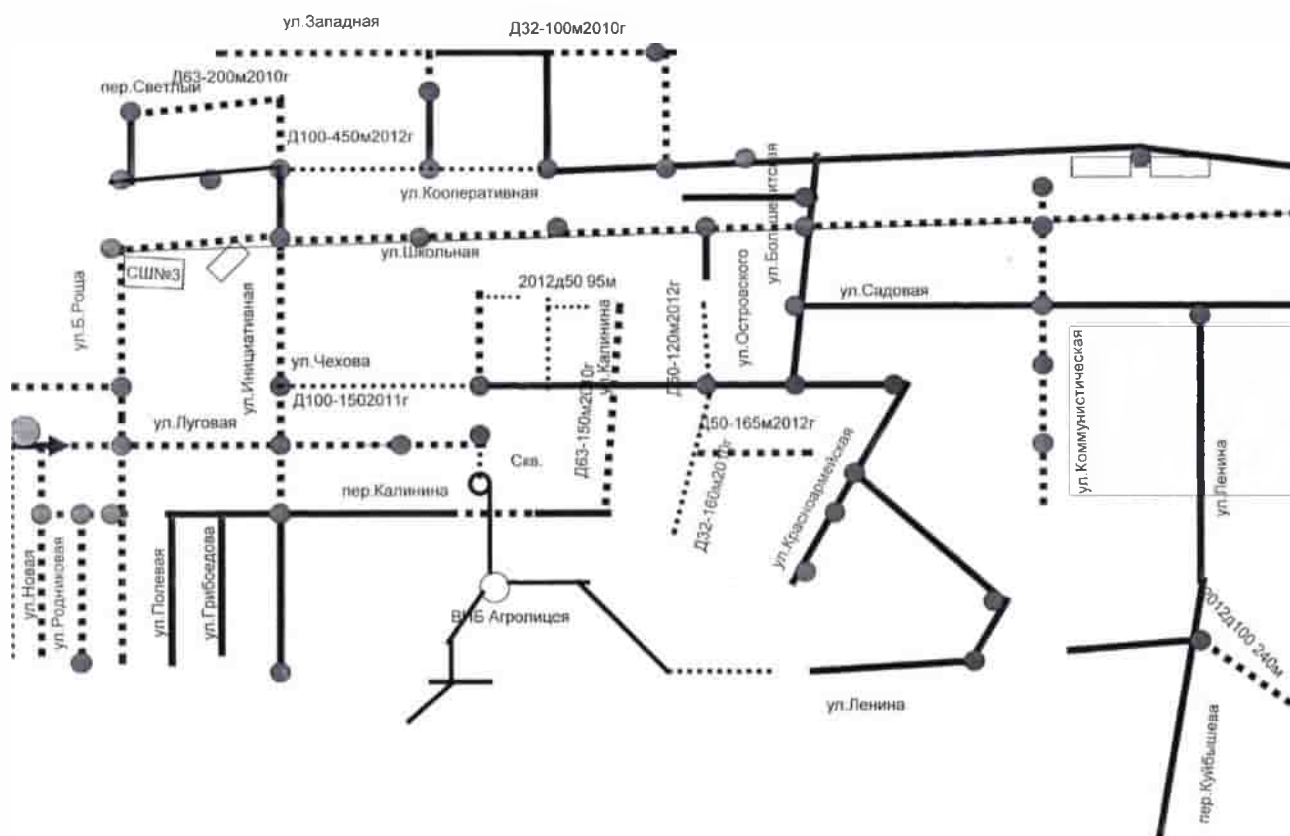 ул.Западная
Д32-100м2010г
Д63-200м2010г
пер.Светлый
Д100-450м2012г
ул.Кооперативная
ул.Большевитская
ул.Школьная
СШ№3
ул.Б.Роща
ул.Инициативная
2012д50 95м
ул.Калинина
Д50-120м2012г
ул.Островского
ул.Садовая
ул.Чехова
Д100-1502011г
ул.Луговая
Д63-150м2010г
Д50-165м2012г
ул.Коммунистическая
ул.Ленина
Скв.
пер.Калинина
Д32-160м2010г
ул.Красноармейская
ул.Новая
ул.Родниковая
ул.Полевая
ул.Грибоедова
ВНБ Агролицея
2012д100 240м
ул.Ленина
пер.Куйбышева